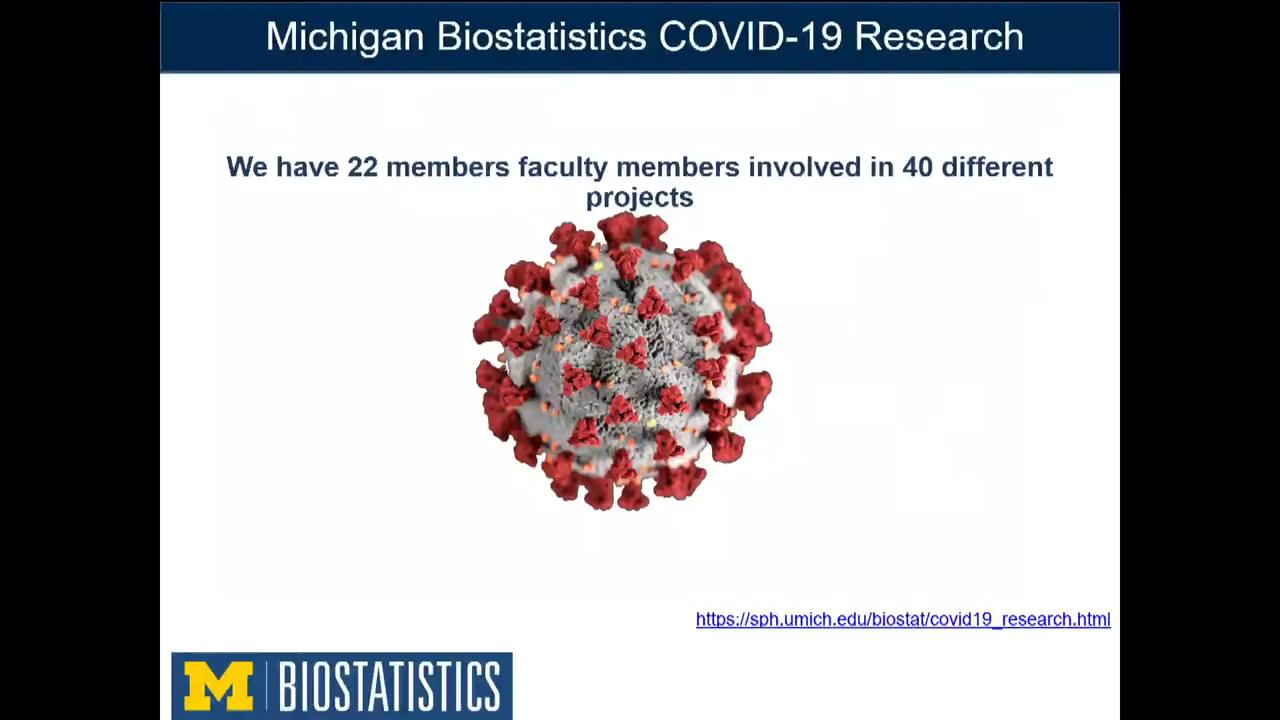 Michigan Biostatistics COVID-19 Research
We have 22 members faculty members involved in 40 different
projects
https://sph.umich.edu/biostat/covid19_research.html
M BIOSTATISTICS